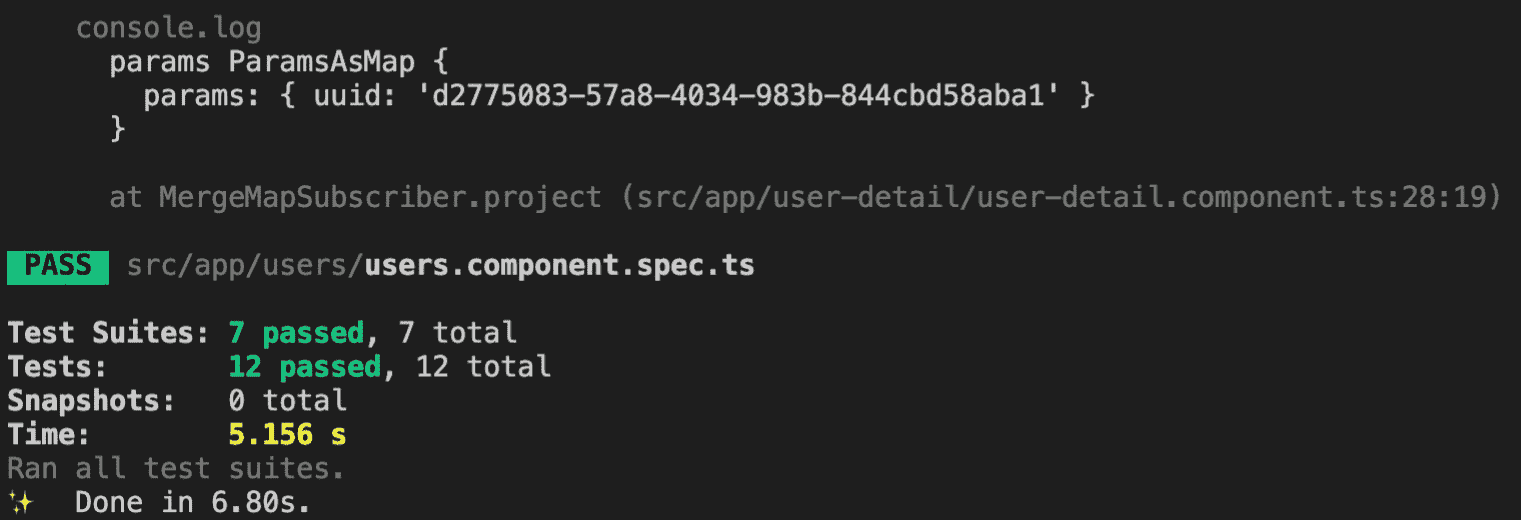 console.log
params ParamsAsMap {
params: { uuid: 'd2775083-57a8-4034-983b-844cbd58aba1' }
}
at MergeMapSubscriber.project (src/app/user-detail/user-detail.component.ts:28:19)
PASS src/app/users/users.component.spec.ts
Test Suites: 7 passed, 7 total
Tests: 12 passed, 12 total
Snapshots: 0 total
Time: 5.156 s
Ran all test suites.
✨ Done in 6.80s.